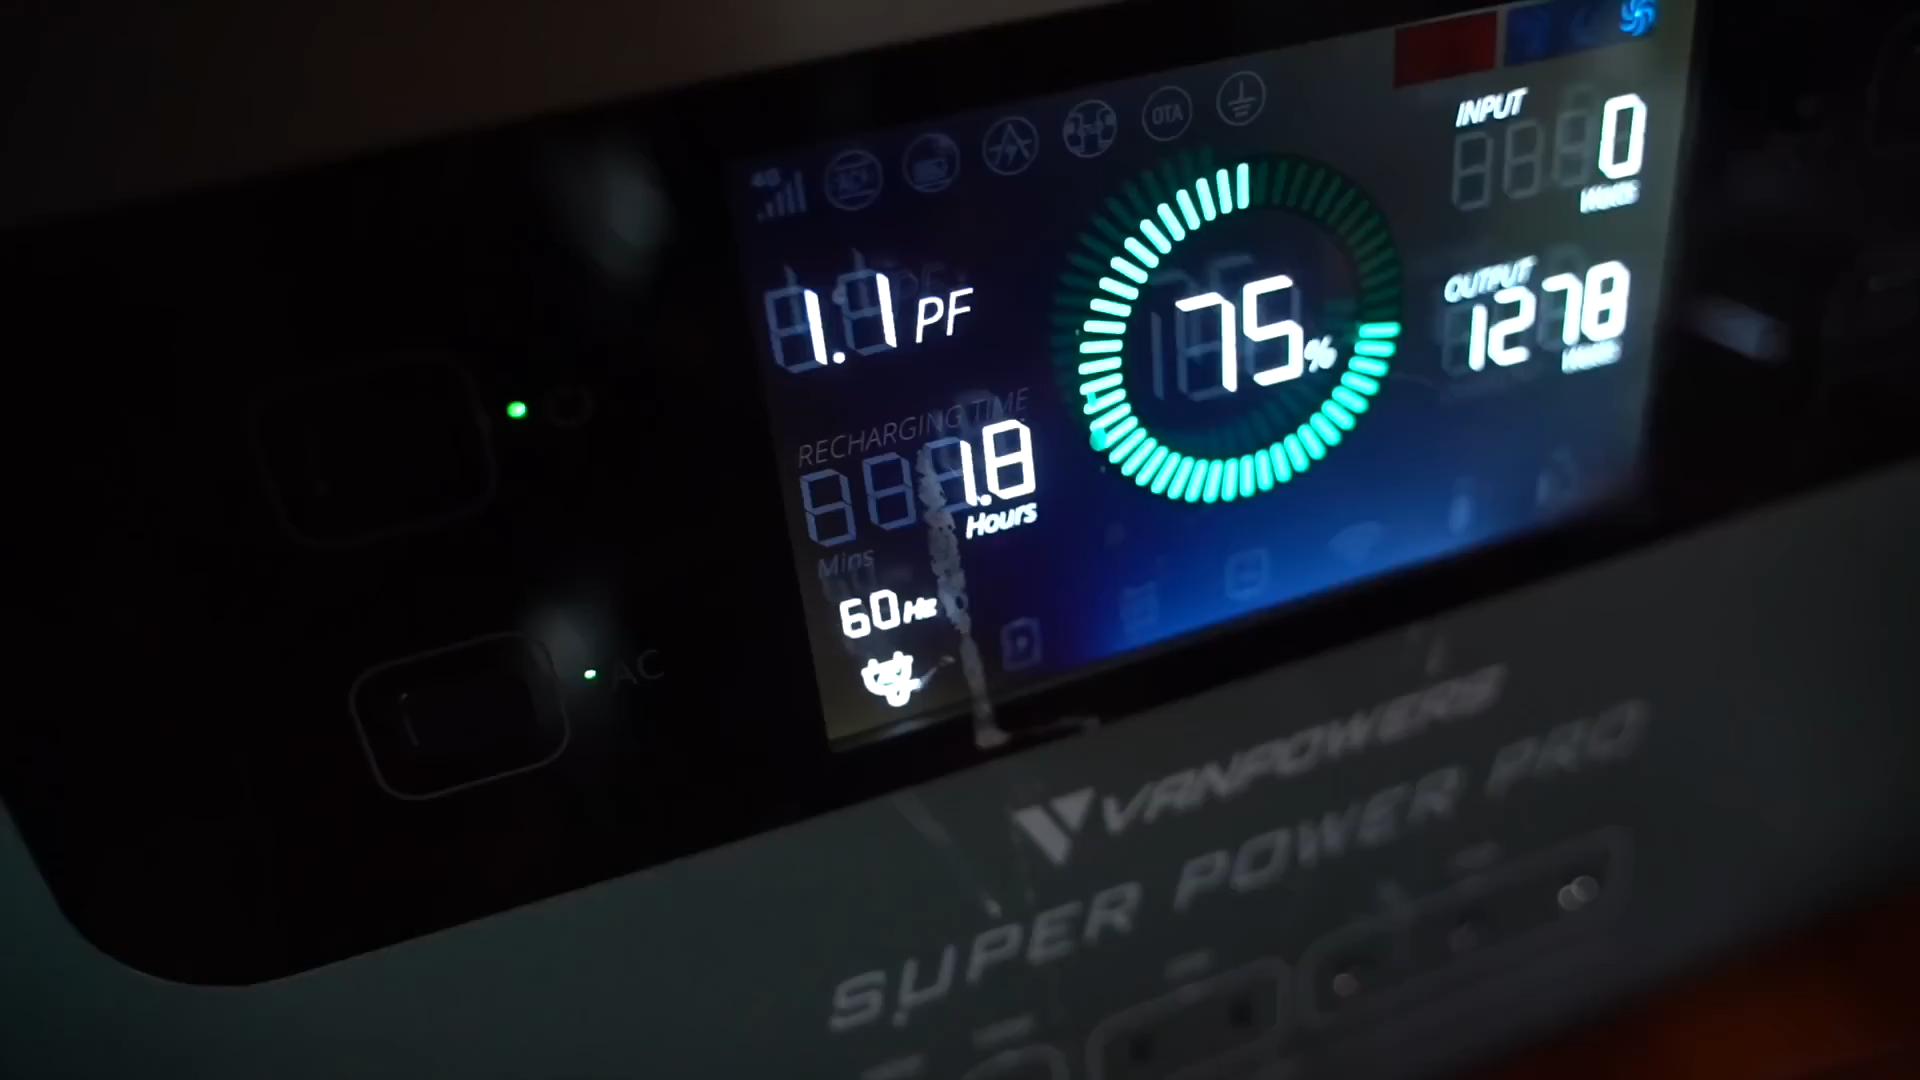 4G
OTA
INPUT
0
Watts
1.1 PF
75%
OUTPUT
1278
Watts
RECHARGING TIME
1.8
Hours
Mins
60Hz
AC
VANPOWERS
SUPER POWER PRO